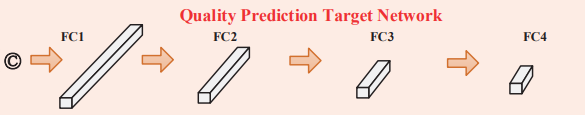 Quality Prediction Target Network
FC1 FC2 FC3 FC4
©